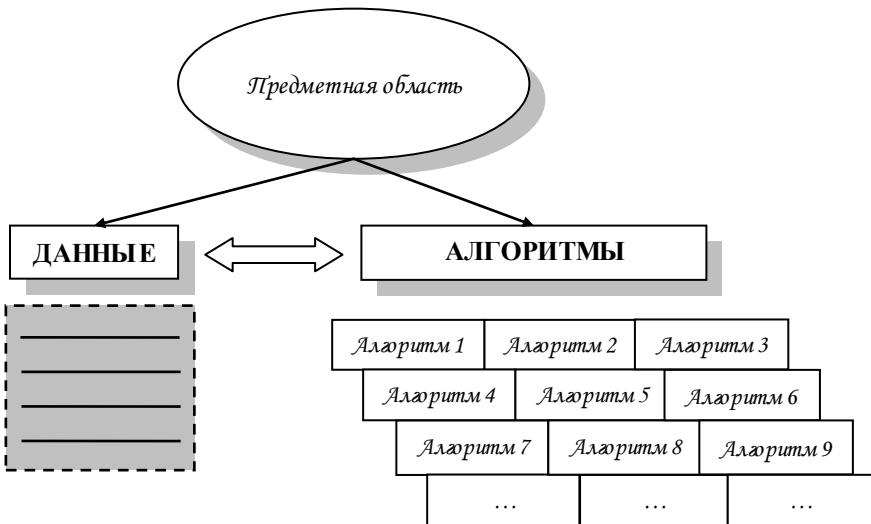 Предметная область
ДАННЫЕ
АЛГОРИТМЫ
Алгоритм 1 Алгоритм 2 Алгоритм 3
Алгоритм 4 Алгоритм 5 Алгоритм 6
Алгоритм 7 Алгоритм 8 Алгоритм 9
… … …